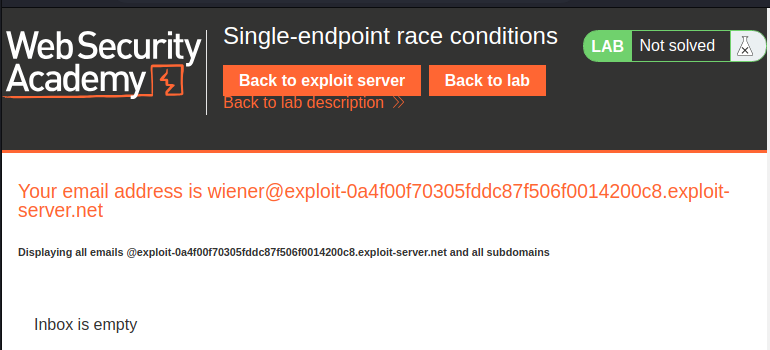 Web Security
Academy
Single-endpoint race conditions
LAB Not solved
Back to exploit server Back to lab
Back to lab description
Your email address is wiener@exploit-0a4f00f70305fddc87f506f0014200c8.exploit-
server.net
Displaying all emails @exploit-0a4f00f70305fddc87f506f0014200c8.exploit-server.net and all subdomains
Inbox is empty